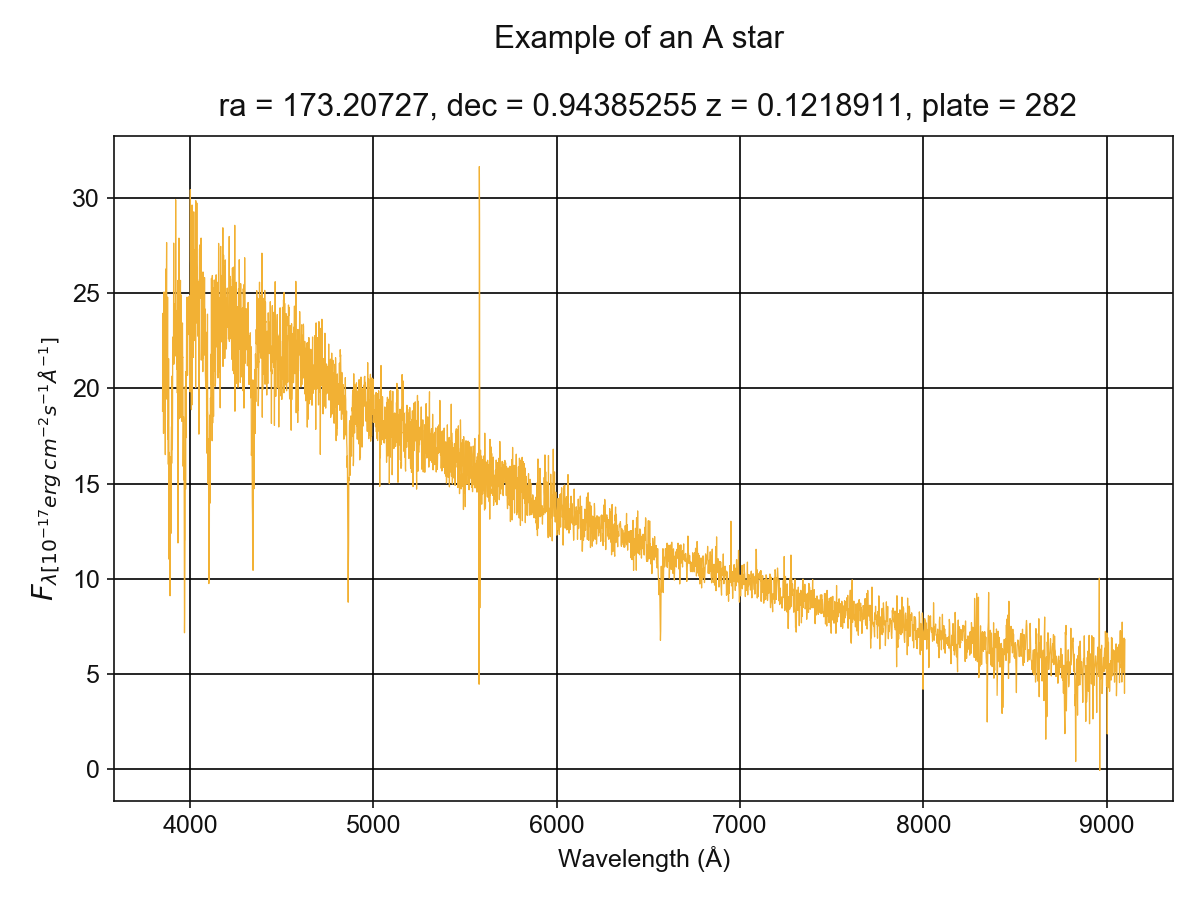 Example of an A star
ra = 173.20727, dec = 0.94385255 z = 0.1218911, plate = 282
30
25
20
15
10
5
0
F_{λ[10^{−17}erg cm^{−2}s^{−1}Å^{−1}]}
4000 5000 6000 7000 8000 9000
Wavelength (Å)